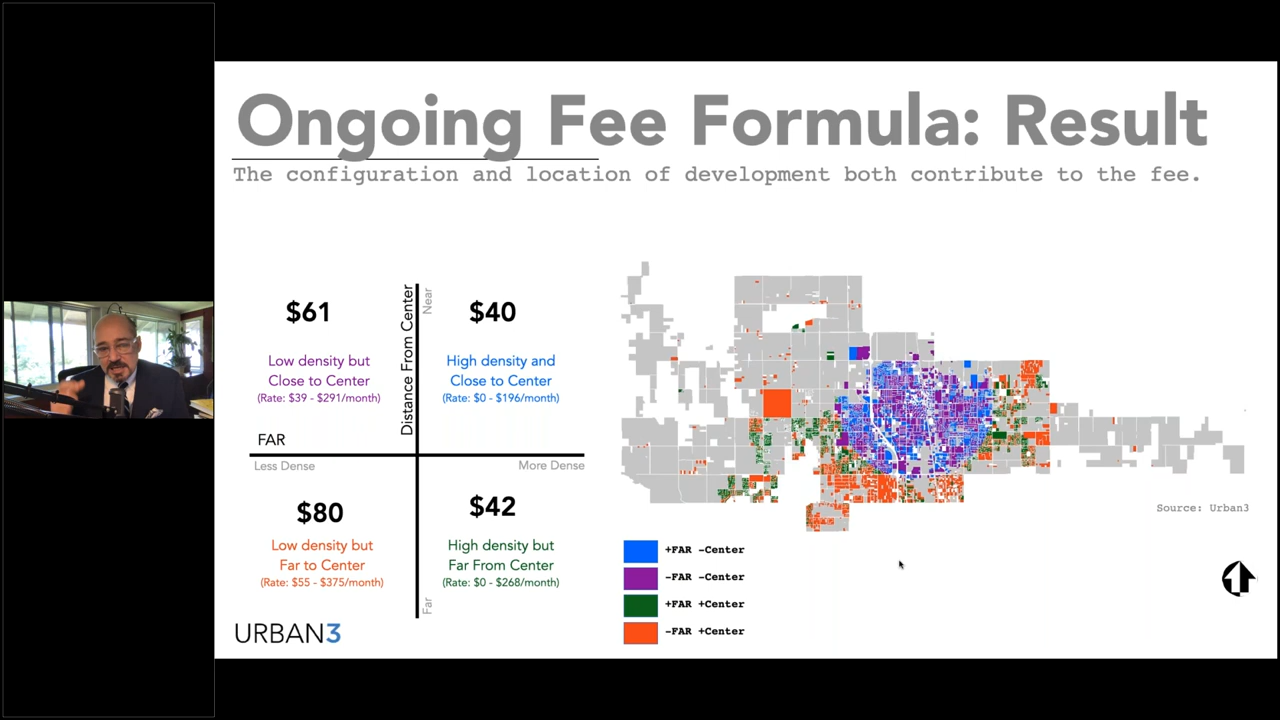 Ongoing Fee Formula: Result
The configuration and location of development both contribute to the fee.
$61
Low density but
Close to Center
(Rate: $39 - $291/month)
Distance From Center
Near
$40
High density and
Close to Center
(Rate: $0 - $196/month)
FAR
Less Dense
More Dense
$80
Low density but
Far to Center
(Rate: $55 - $375/month)
$42
High density but
Far From Center
(Rate: $0 - $268/month)
Far
URBAN3
Source: Urban3
+FAR -Center
-FAR -Center
+FAR +Center
-FAR +Center